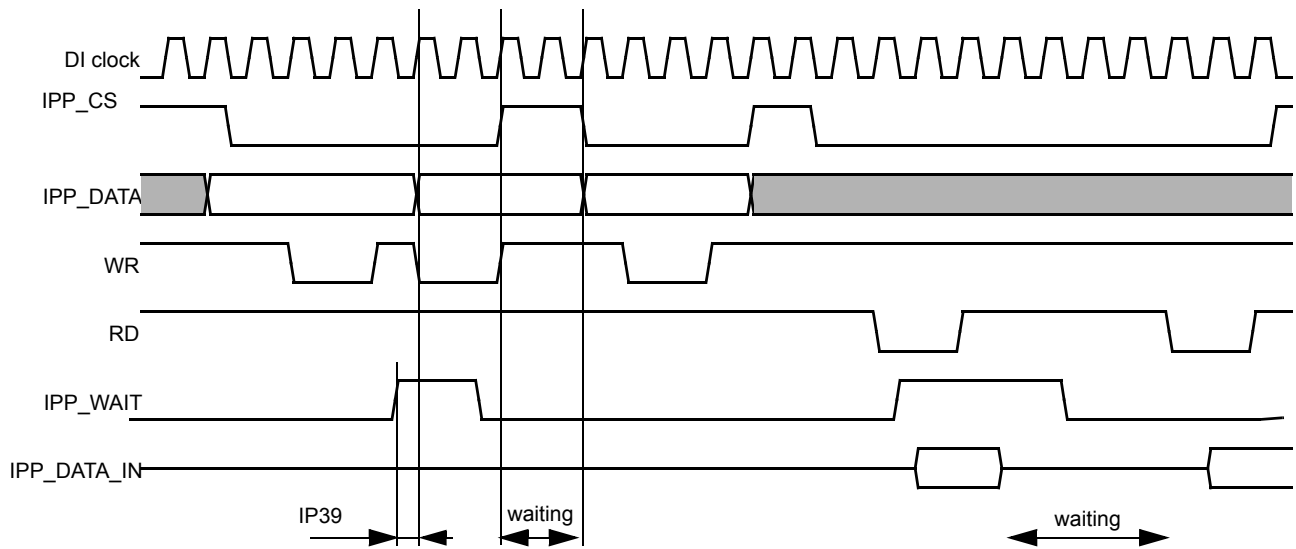 DI clock
IPP_CS
IPP_DATA
WR
RD
IPP_WAIT
IPP_DATA_IN
IP39
waiting
waiting